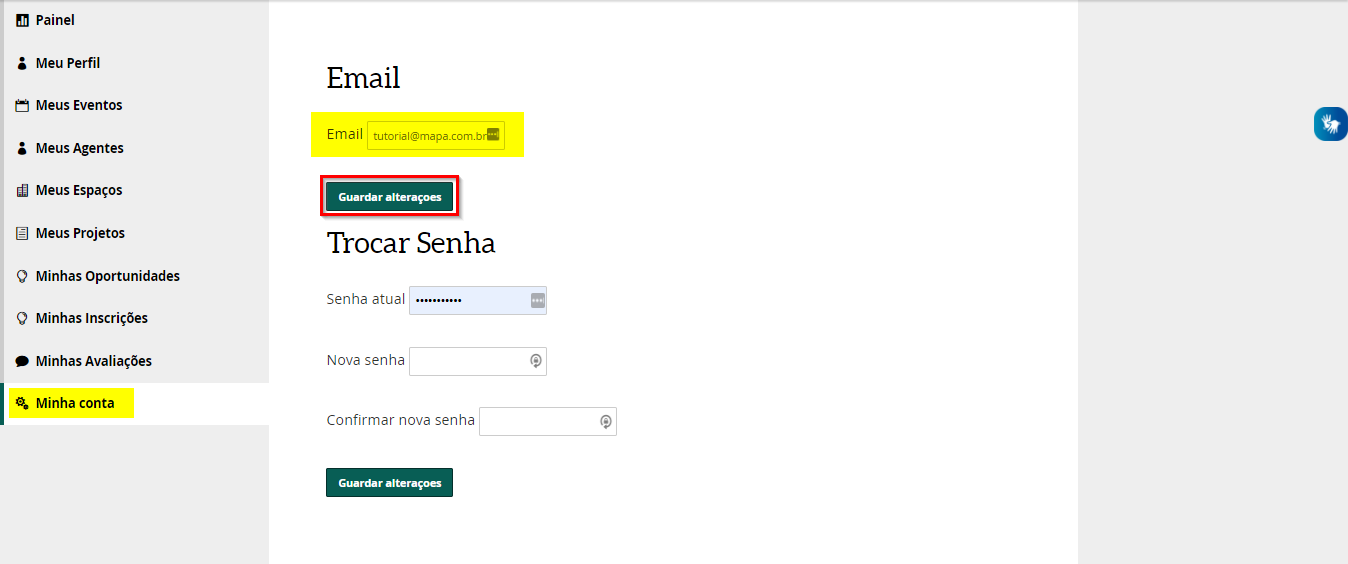 Painel
Meu Perfil
Meus Eventos
Meus Agentes
Meus Espaços
Meus Projetos
Minhas Oportunidades
Minhas Inscrições
Minhas Avaliações
Minha conta
Email
Email tutorial@mapa.com.br
Guardar alteraçoes
Trocar Senha
Senha atual •••••••••••
Nova senha
Confirmar nova senha
Guardar alteraçoes